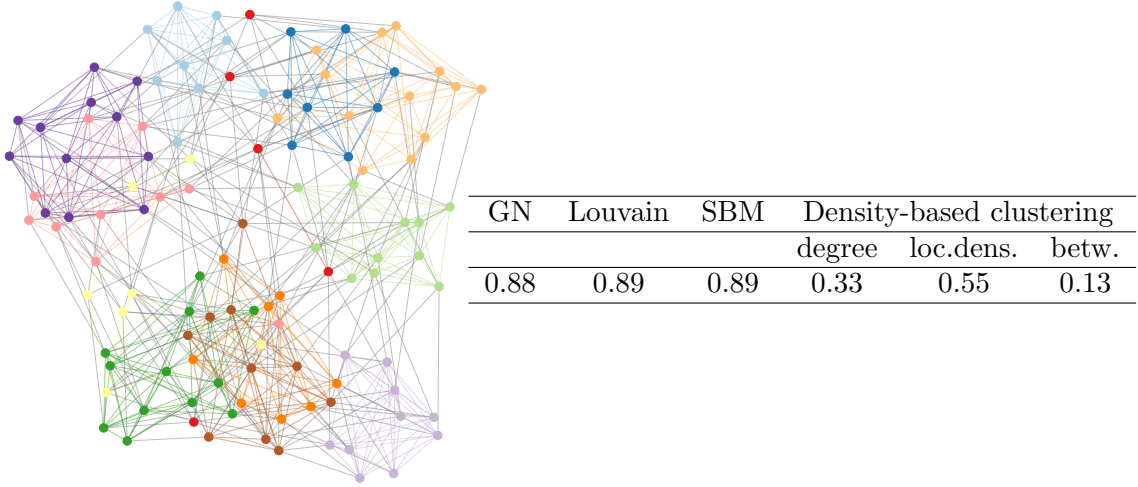 GN Louvain SBM Density-based clustering
degree loc.dens. betw.
0.88 0.89 0.89 0.33 0.55 0.13